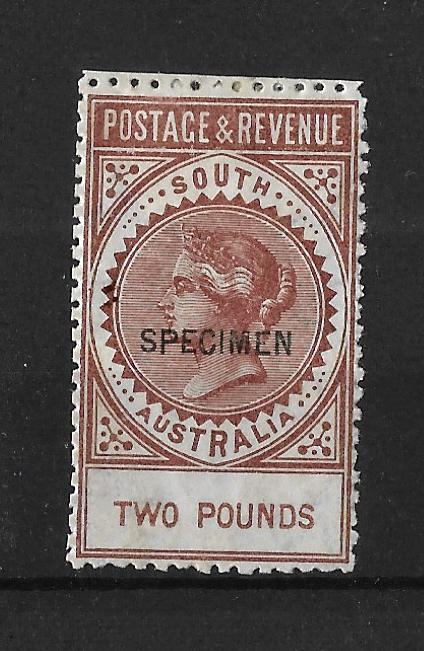 POSTAGE & REVENUE
SOUTH
SPECIMEN
AUSTRALIA
TWO POUNDS